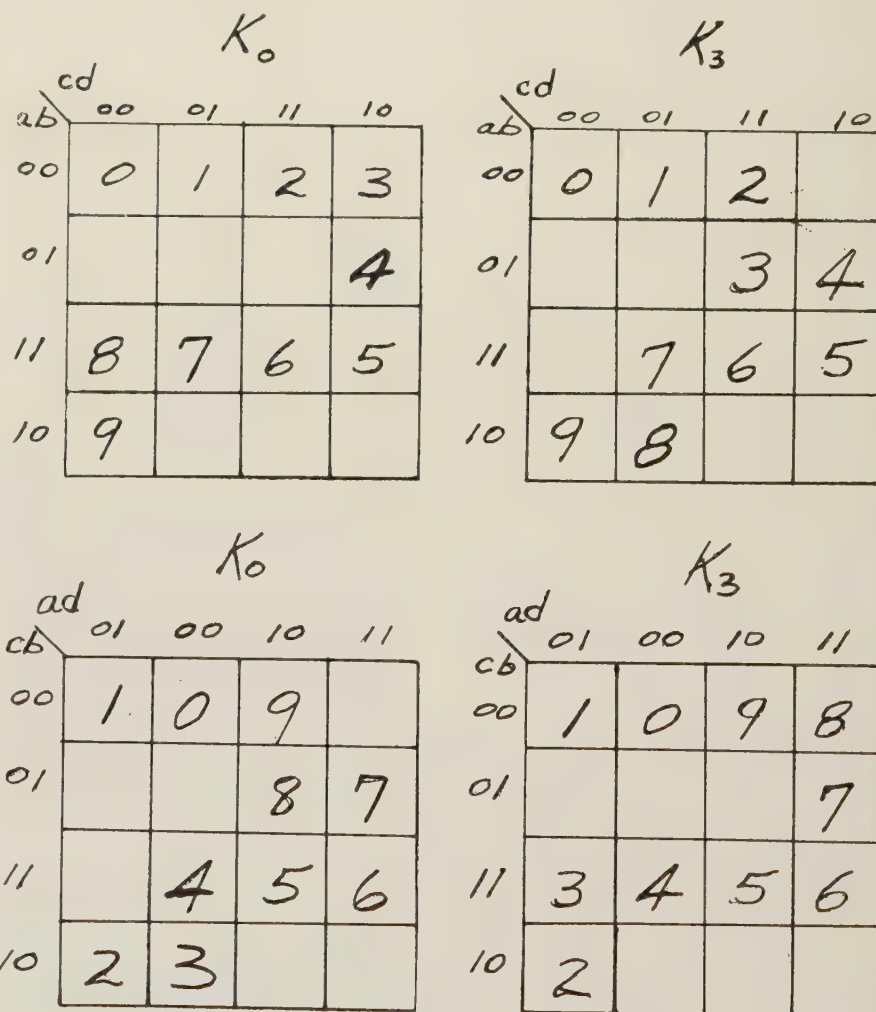 K₀
cd
ab 00 01 11 10
00 0 1 2 3
01 4
11 8 7 6 5
10 9
K₃
cd
ab 00 01 11 10
00 0 1 2
01 3 4
11 7 6 5
10 9 8
K₀
ad
cb 01 00 10 11
00 1 0 9
01 8 7
11 4 5 6
10 2 3
K₃
ad
cb 01 00 10 11
00 1 0 9 8
01 7
11 3 4 5 6
10 2